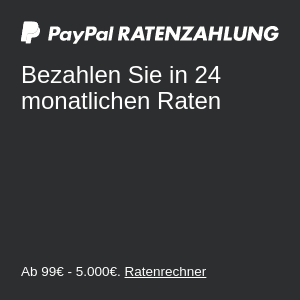 PayPal RATENZAHLUNG
Bezahlen Sie in 24
monatlichen Raten
Ab 99€ - 5.000€. Ratenrechner